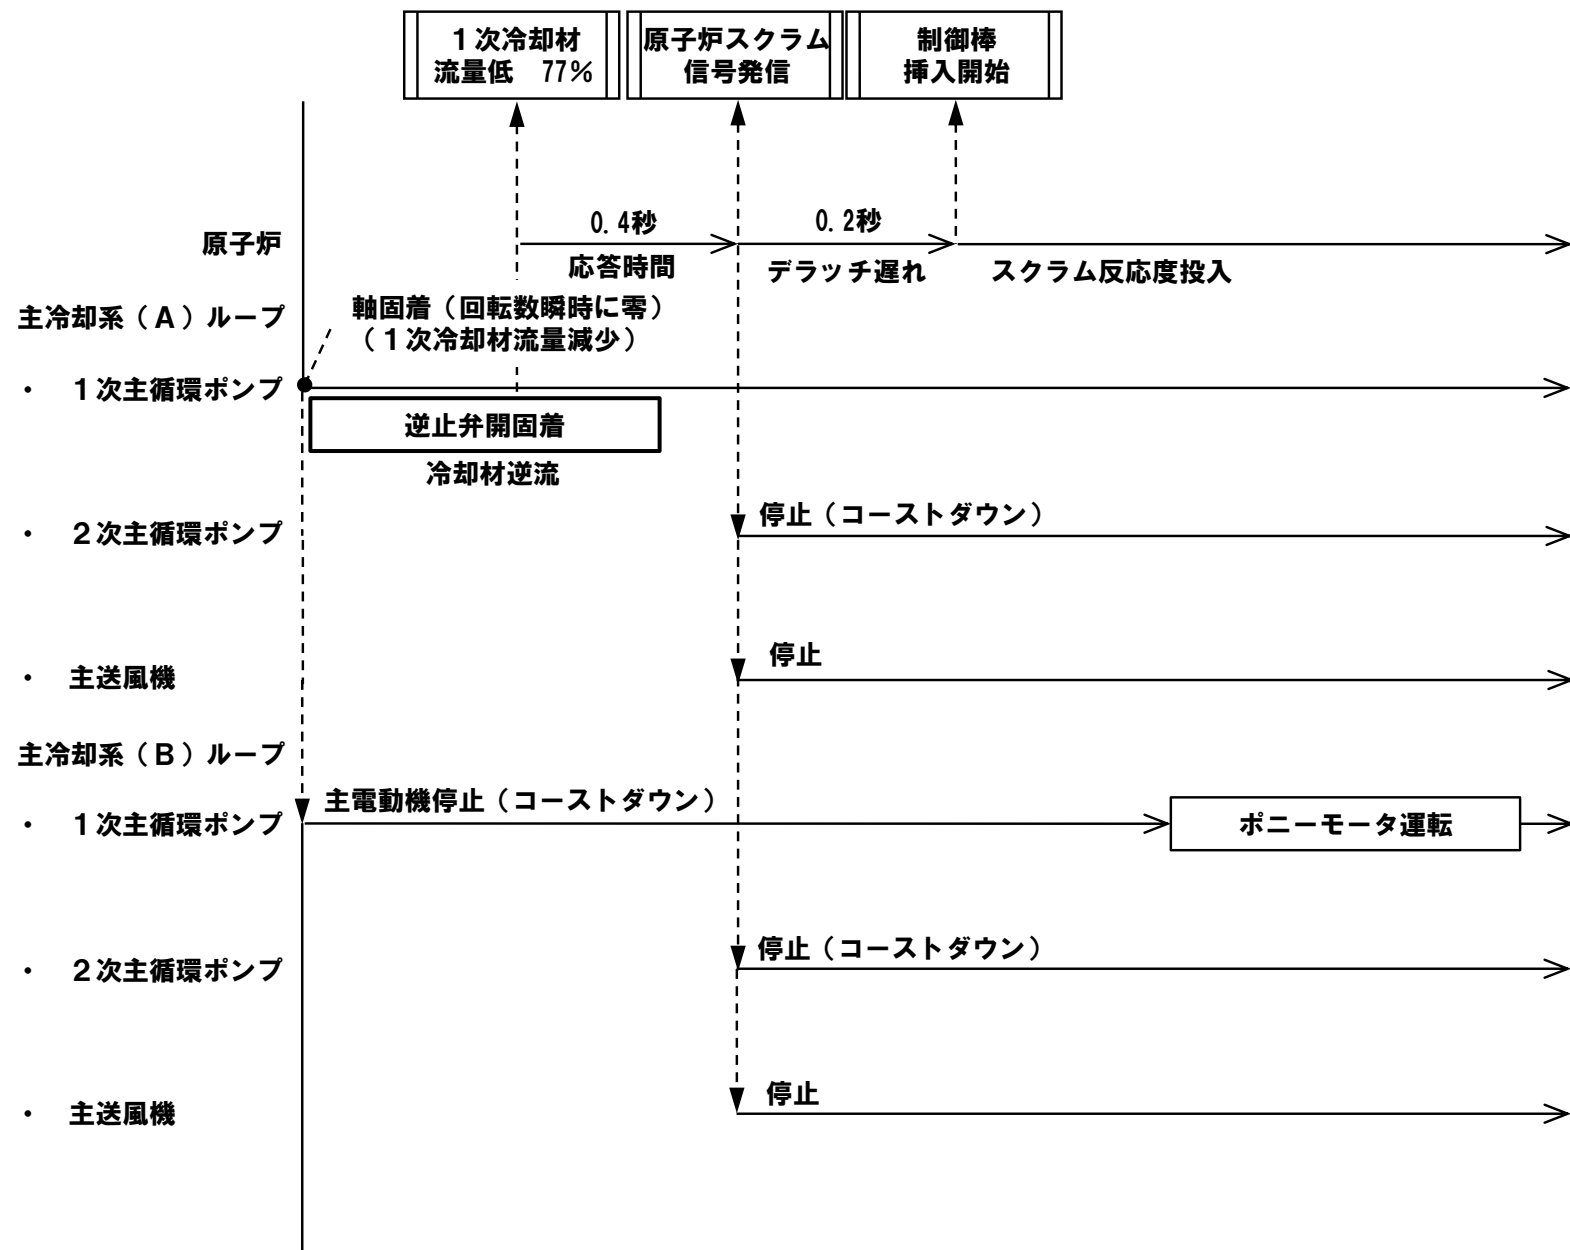 1次冷却材
流量低　77%
原子炉スクラム
信号発信
制御棒
挿入開始
0.4秒
0.2秒
原子炉
応答時間
デラッチ遅れ
スクラム反応度投入
主冷却系（A）ループ
軸固着（回転数瞬時に零）
（1次冷却材流量減少）
・　1次主循環ポンプ
逆止弁開固着
冷却材逆流
・　2次主循環ポンプ
停止（コーストダウン）
・　主送風機
停止
主冷却系（B）ループ
主電動機停止（コーストダウン）
・　1次主循環ポンプ
ポニーモータ運転
・　2次主循環ポンプ
停止（コーストダウン）
・　主送風機
停止